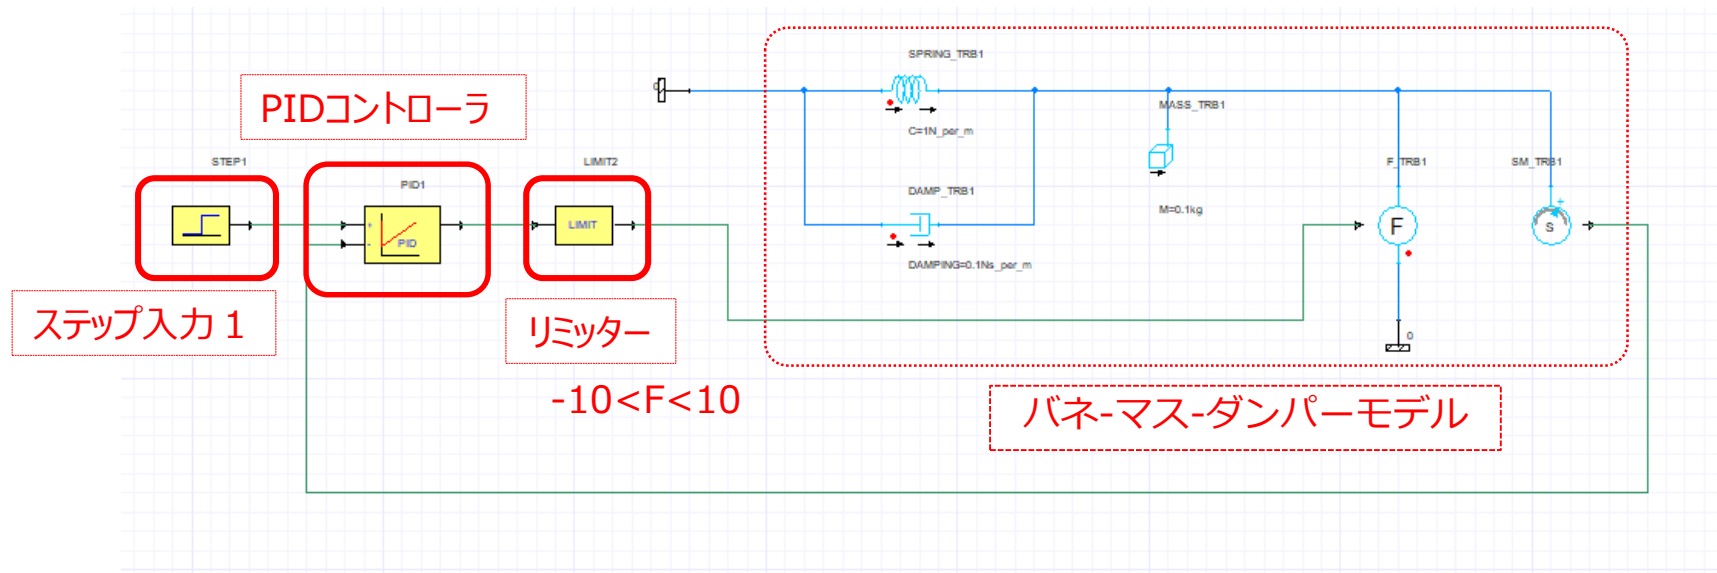 SPRING_TRB1
0
PIDコントローラ
MASS_TRB1
C=1N_per_m
STEP1
LIMIT2
F_TRB1
SM_TRB1
PID1
DAMP_TRB1
M=0.1kg
+
LIMIT
F
+
S
-
PID
DAMPING=0.1Ns_per_m
ステップ入力 1
リミッター
0
-10<F<10
バネ-マス-ダンパーモデル